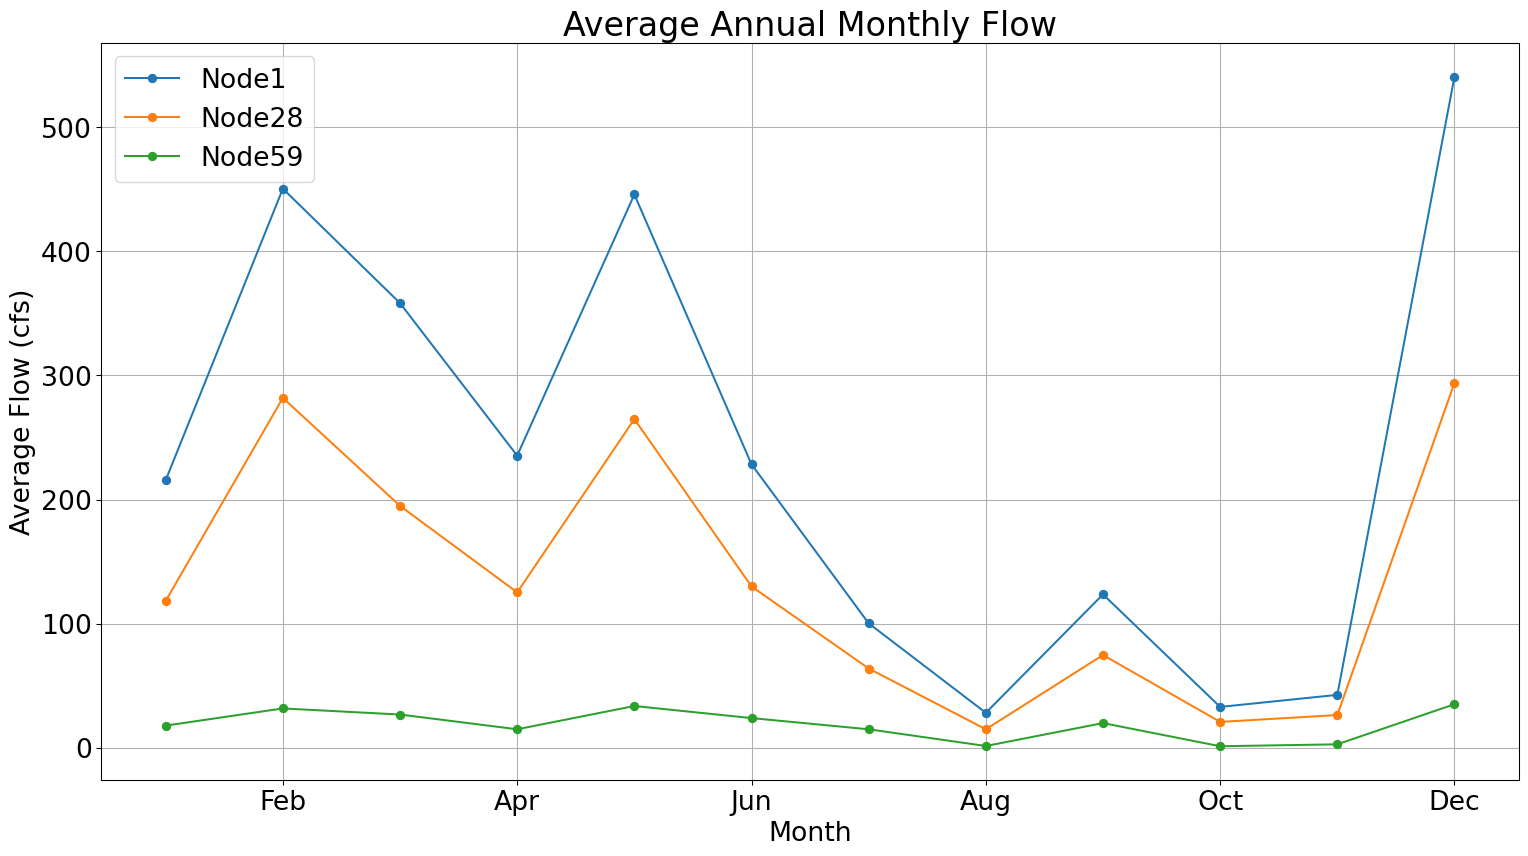 Average Annual Monthly Flow
Node1
Node28
Node59
Average Flow (cfs)
500
400
300
200
100
0
Feb Apr Jun Aug Oct Dec
Month